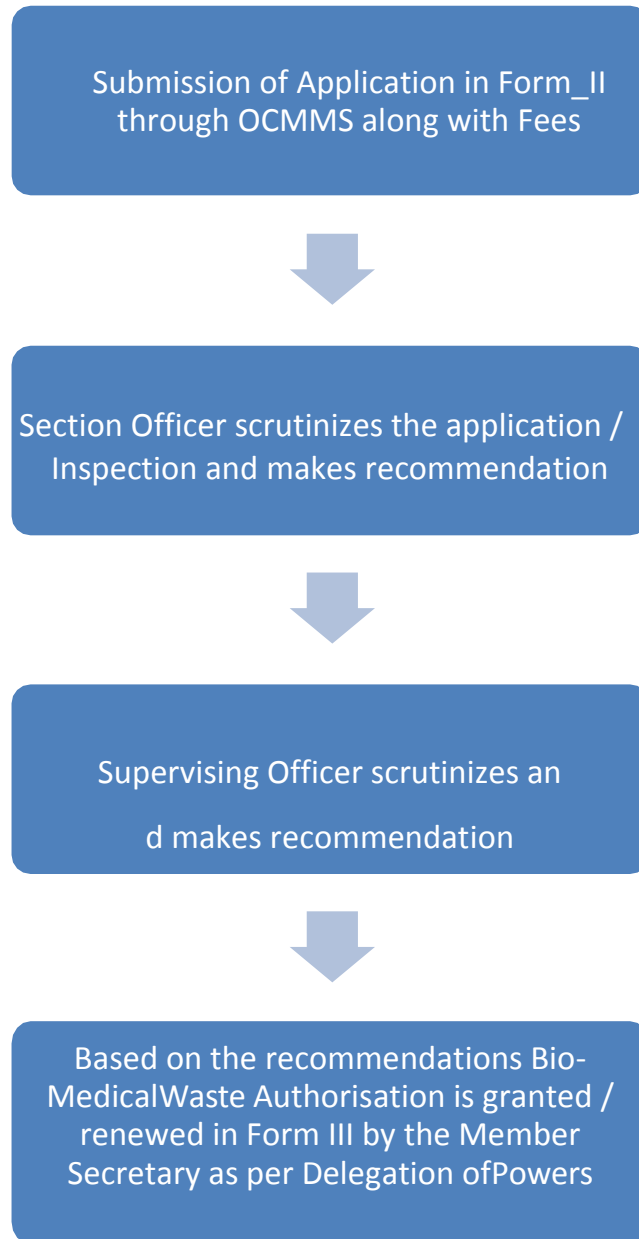 Submission of Application in Form_II
through OCMMS along with Fees
Section Officer scrutinizes the application /
Inspection and makes recommendation
Supervising Officer scrutinizes an
d makes recommendation
Based on the recommendations Bio-
MedicalWaste Authorisation is granted /
renewed in Form III by the Member
Secretary as per Delegation ofPowers